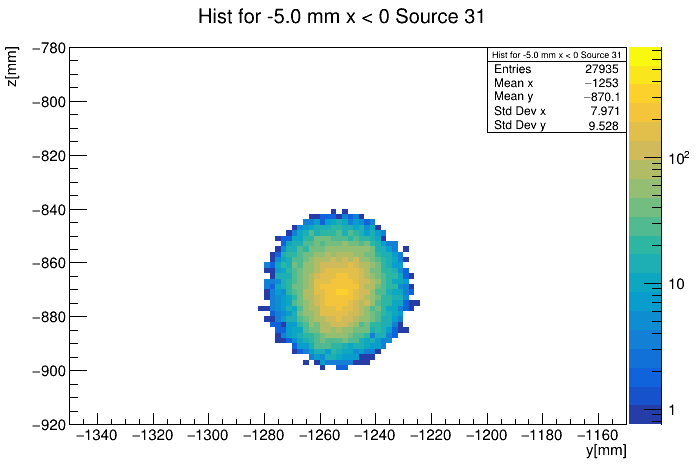 Hist for -5.0 mm x < 0 Source 31
z[mm]
−780
−800
−820
−840
−860
−880
−900
−920
Hist for -5.0 mm x < 0 Source 31
Entries 27935
Mean x −1253
Mean y −870.1
Std Dev x 7.971
Std Dev y 9.528
10²
10
1
−1340 −1320 −1300 −1280 −1260 −1240 −1220 −1200 −1180 −1160
y[mm]